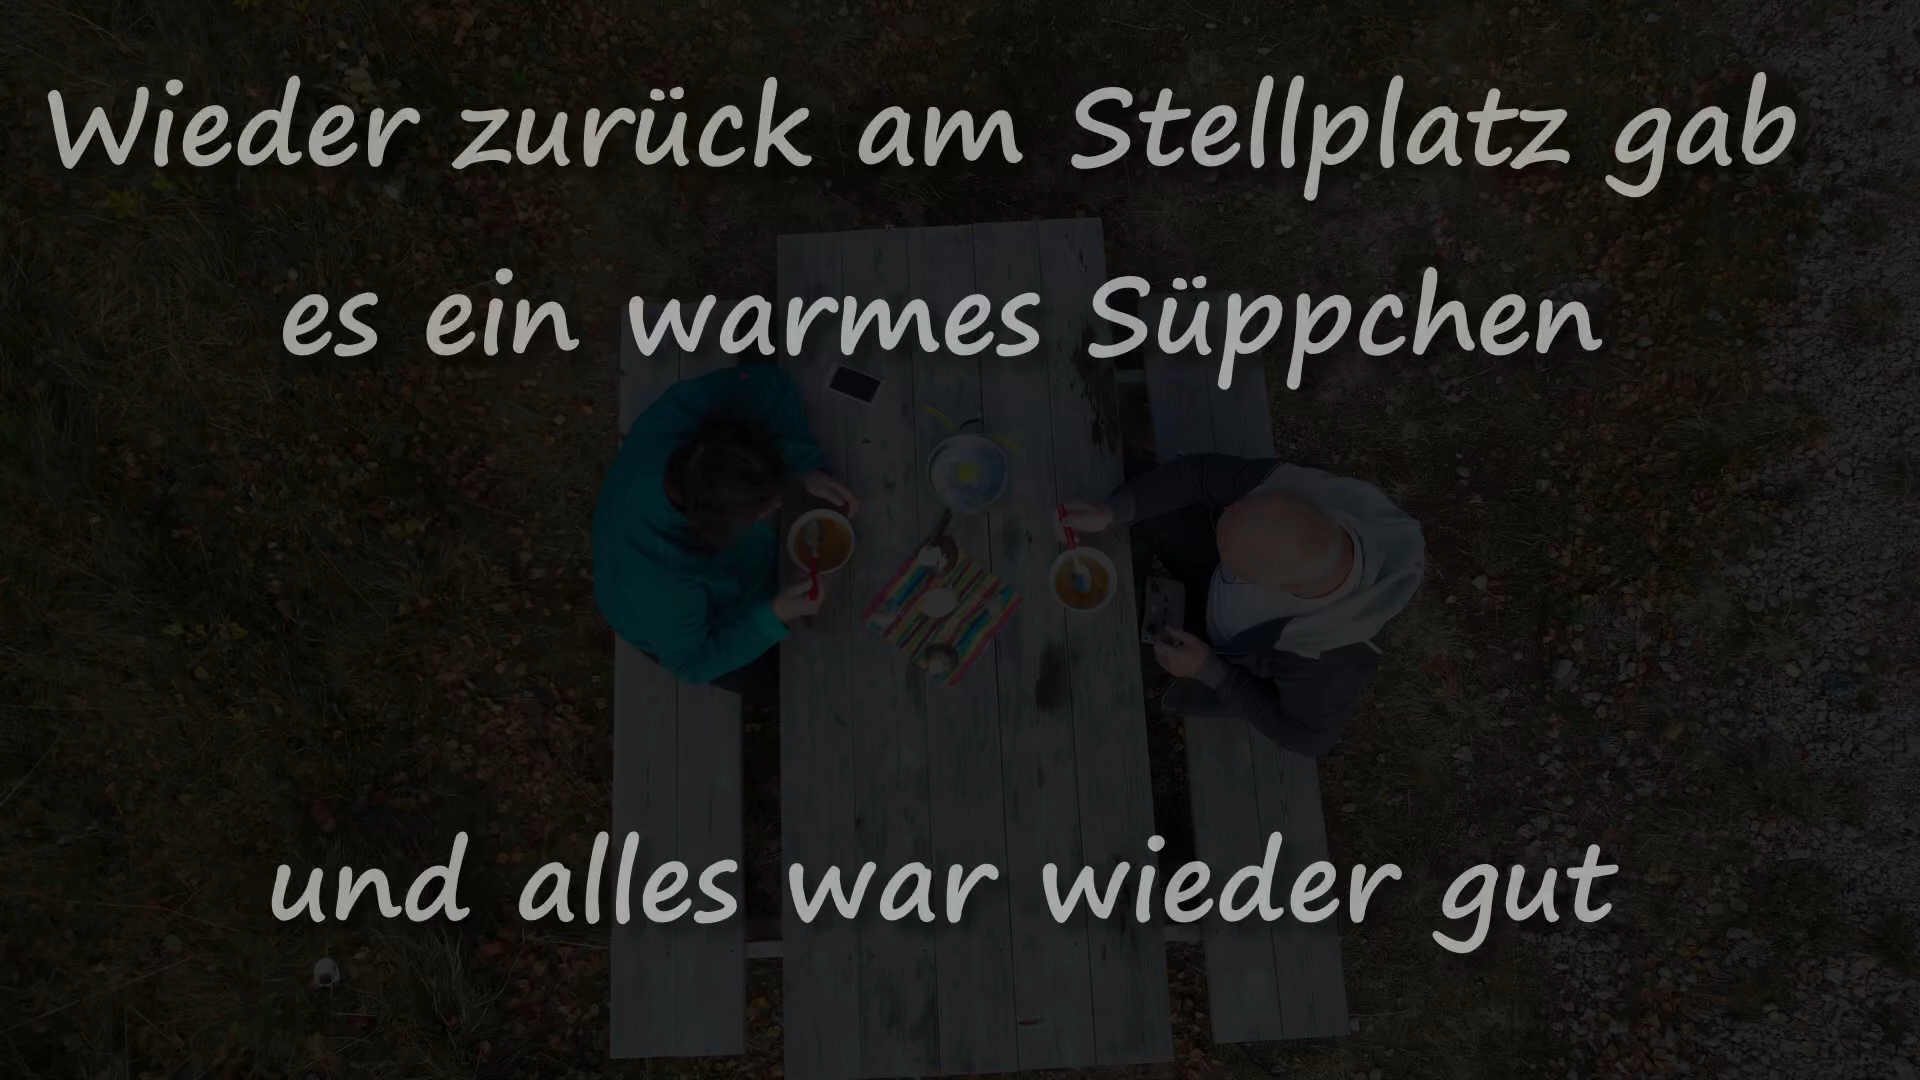 Wieder zurück am Stellplatz gab
es ein warmes Süppchen
und alles war wieder gut